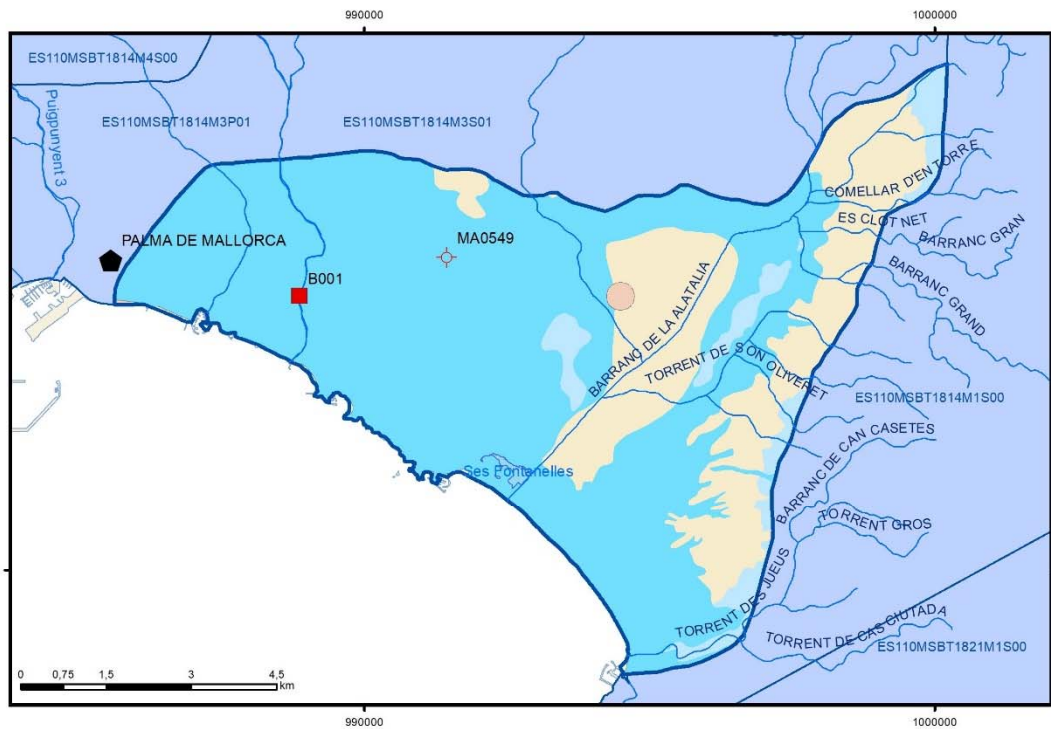 990000
1000000
ES110MSBT1814M4S00
Puigpunyent 3
ES110MSBT1814M3P01
ES110MSBT1814M3S01
COMELLAR D'EN TORRE
ES CLOT NET
BARRANC GRAN
PALMA DE MALLORCA
MA0549
BARRANC GRAND
B001
BARRANC DE LA ALATALIA
TORRENT DE SON OLIVERET
ES110MSBT1814M1S00
BARRANC DE CAN CASETES
Ses Fontanelles
TORRENT GROS
TORRENT DES JUEUS
TORRENT DE CAS CIUTADA
ES110MSBT1821M1S00
0 0,75 1,5 3 4,5
km
990000
1000000